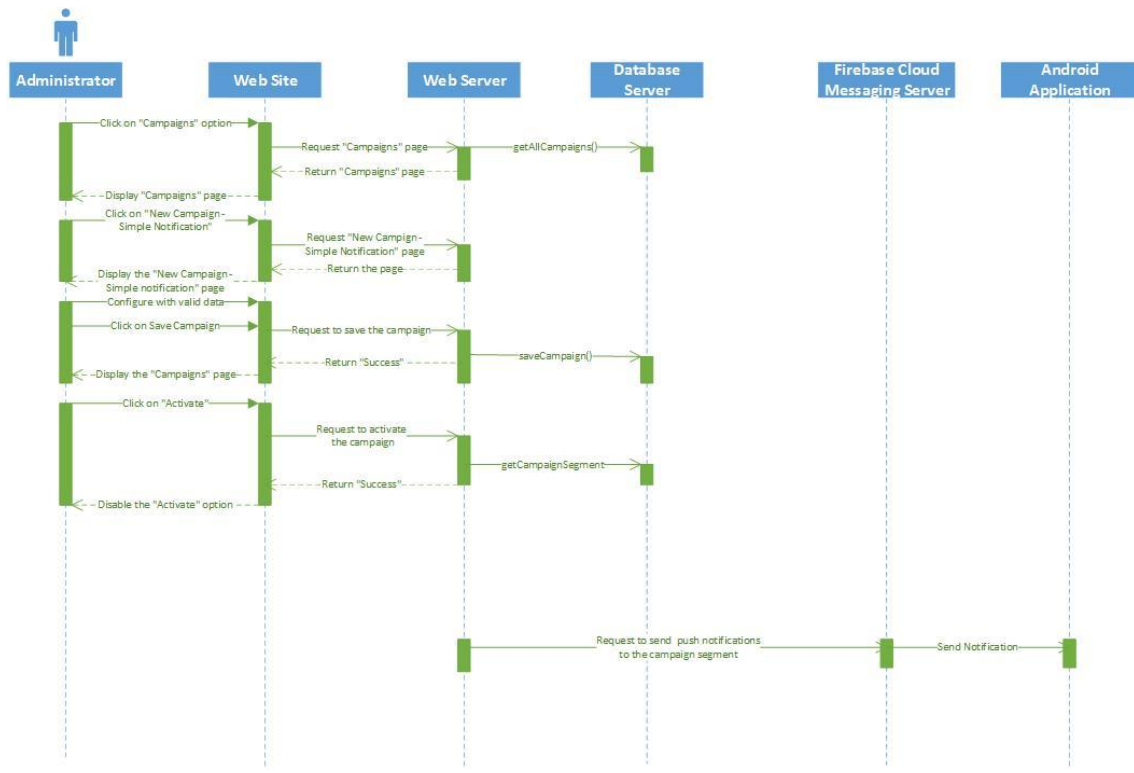 Administrator
Web Site
Web Server
Database
Server
Firebase Cloud
Messaging Server
Android
Application
Click on "Campaigns" option
Request "Campaigns" page
getAllCampaigns()
Return "Campaigns" page
Display "Campaigns" page
Click on "New Campaign-
Simple Notification"
Request "New Campign-
Simple Notification" page
Return the page
Display the "New Campaign-
Simple notification" page
Configure with valid data
Click on Save Campaign
Request to save the campaign
saveCampaign()
Return "Success"
Display the "Campaigns" page
Click on "Activate"
Request to activate
the campaign
getCampaignSegment
Return "Success"
Disable the "Activate" option
Request to send push notifications
to the campaign segment
Send Notification